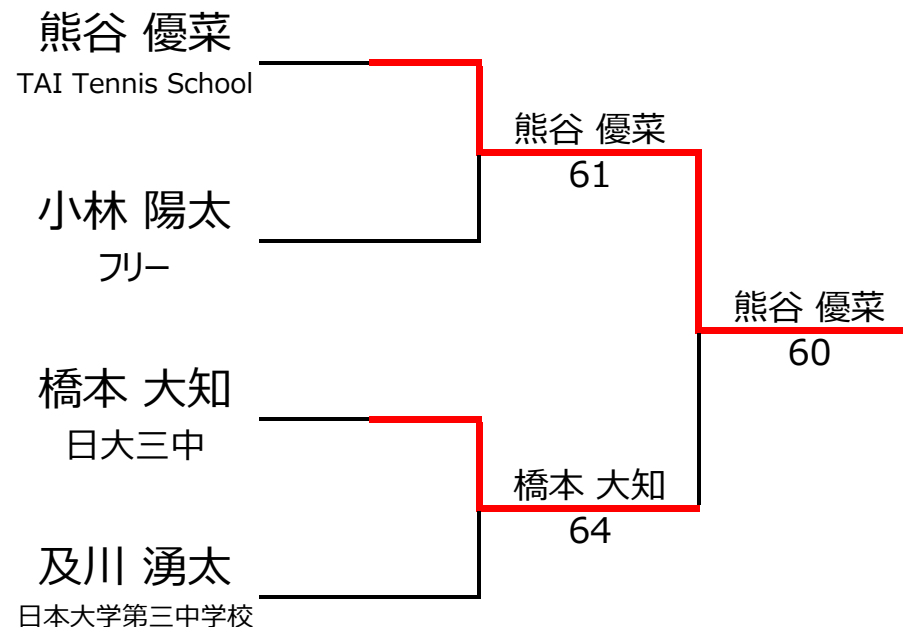 熊谷 優菜
TAI Tennis School
小林 陽太
フリー
橋本 大知
日大三中
及川 湧太
日本大学第三中学校
熊谷 優菜
61
橋本 大知
64
熊谷 優菜
60